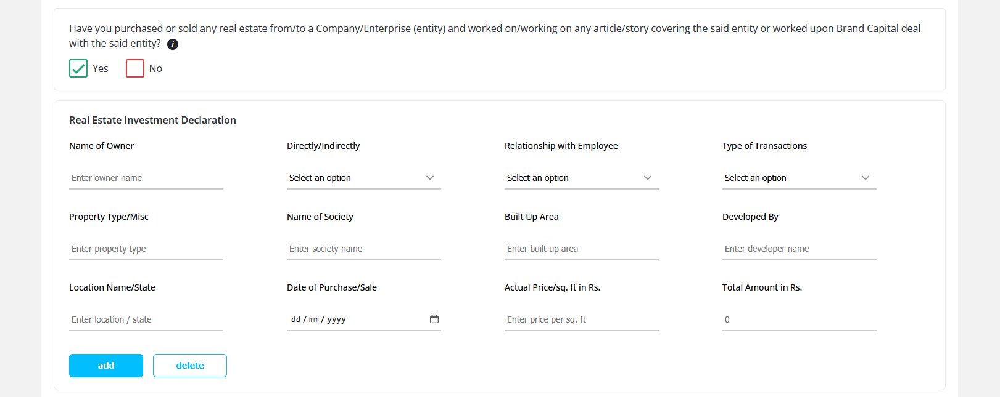 Have you purchased or sold any real estate from/to a Company/Enterprise (entity) and worked on/working on any article/story covering the said entity or worked upon Brand Capital deal
with the said entity? i
Yes No
Real Estate Investment Declaration
Name of Owner Directly/Indirectly Relationship with Employee Type of Transactions
Enter owner name Select an option Select an option Select an option
Property Type/Misc Name of Society Built Up Area Developed By
Enter property type Enter society name Enter built up area Enter developer name
Location Name/State Date of Purchase/Sale Actual Price/sq. ft in Rs. Total Amount in Rs.
Enter location / state dd/mm/yyyy Enter price per sq. ft 0
add delete